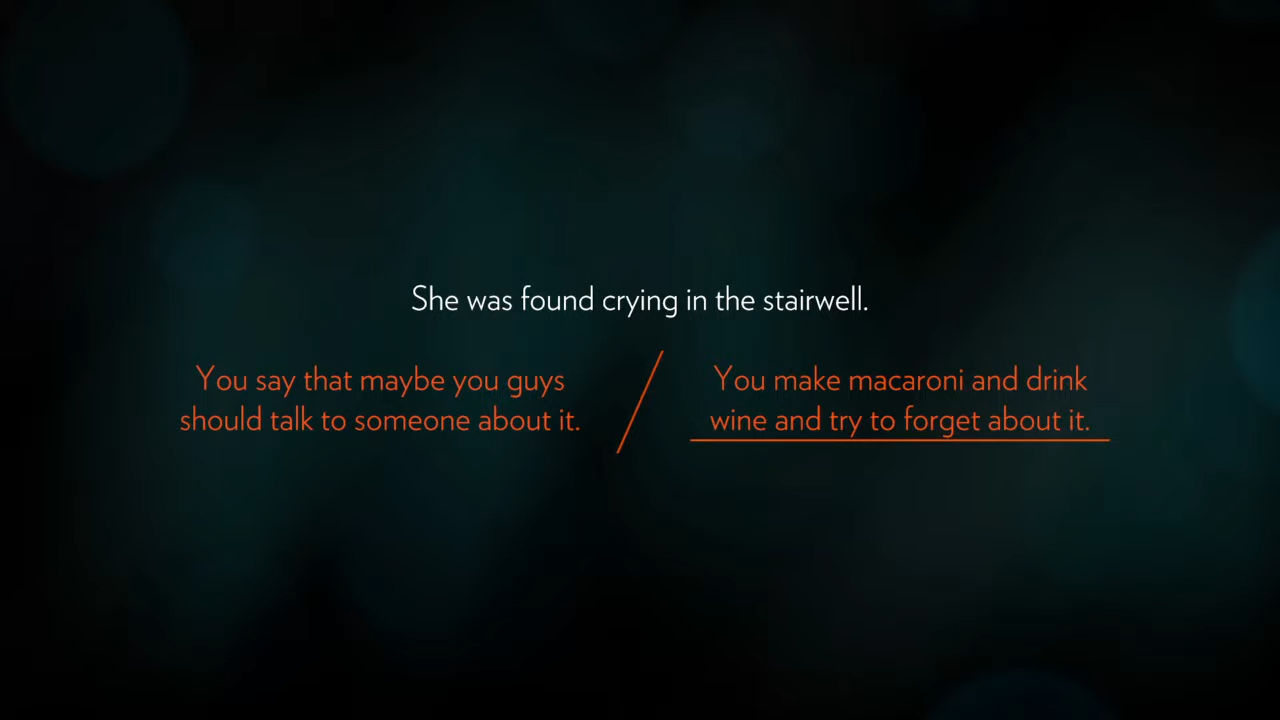 She was found crying in the stairwell.
You say that maybe you guys
should talk to someone about it.
You make macaroni and drink
wine and try to forget about it.